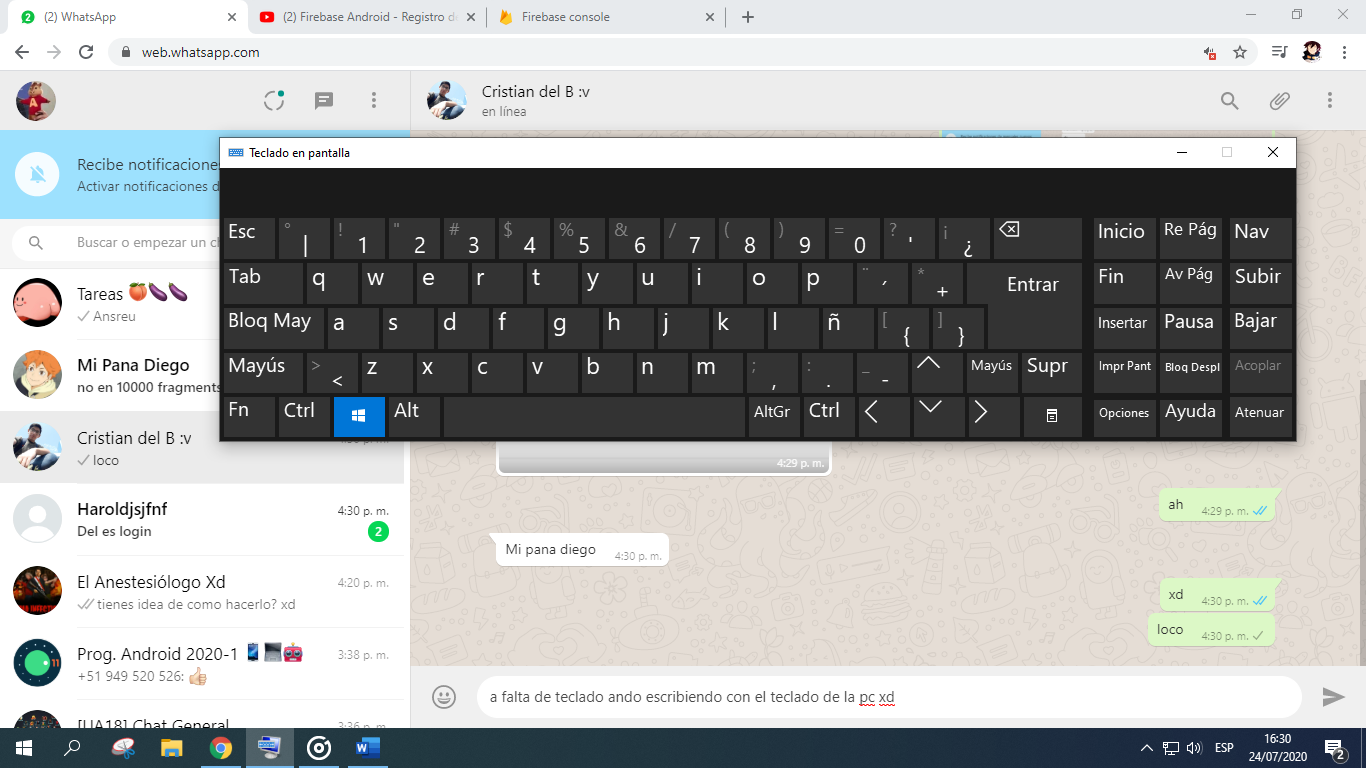 (2) WhatsApp
(2) Firebase Android - Registro de
Firebase console
web.whatsapp.com
Cristian del B :v
en línea
Recibe notificacione
Activar notificaciones d
Buscar o empezar un ch
Tareas 🍑🍆🍆
Ansreu
Mi Pana Diego
no en 10000 fragments
Cristian del B :v
loco
Haroldjsjfnf
4:30 p. m.
Del es login
2
El Anestesiólogo Xd
4:20 p. m.
tienes idea de como hacerlo? xd
Prog. Android 2020-1 📱💻🤖
3:38 p. m.
+51 949 520 526: 👍🏻
[UA18] Chat General
3:36 p. m.
Teclado en pantalla
Esc ° | ! 1 " 2 # 3 $ 4 % 5 & 6 / 7 ( 8 ) 9 = 0 ? ' ¡ ¿ Inicio Re Pág Nav
Tab q w e r t y u i o p ¨ ´ * + Entrar Fin Av Pág Subir
Bloq May a s d f g h j k l ñ [ { ] } Insertar Pausa Bajar
Mayús > < z x c v b n m ; , : . _ - Mayús Supr Impr Pant Bloq Despl Acoplar
Fn Ctrl Alt AltGr Ctrl Opciones Ayuda Atenuar
4:29 p. m.
ah 4:29 p. m.
Mi pana diego 4:30 p. m.
xd 4:30 p. m.
loco 4:30 p. m.
a falta de teclado ando escribiendo con el teclado de la pc xd
ESP
16:30
24/07/2020
2